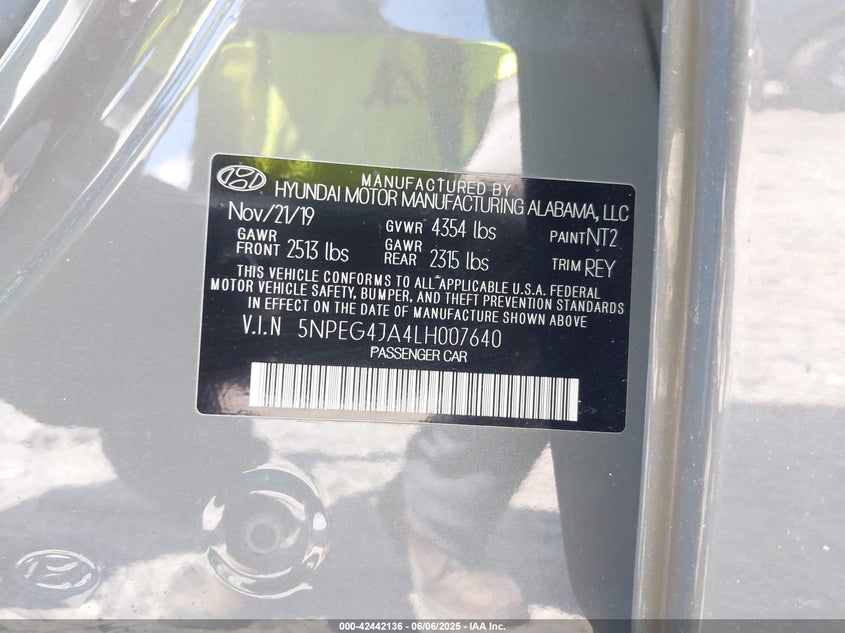 MANUFACTURED BY
HYUNDAI MOTOR MANUFACTURING ALABAMA, LLC
Nov/21/19 GVWR 4354 lbs PAINT NT2
GAWR FRONT 2513 lbs GAWR REAR 2315 lbs TRIM REY
THIS VEHICLE CONFORMS TO ALL APPLICABLE U.S.A. FEDERAL
MOTOR VEHICLE SAFETY, BUMPER, AND THEFT PREVENTION STANDARDS
IN EFFECT ON THE DATE OF MANUFACTURE SHOWN ABOVE
V.I.N 5NPEG4JA4LH007640
PASSENGER CAR
000-42442136 - 06/06/2025 - IAA Inc.